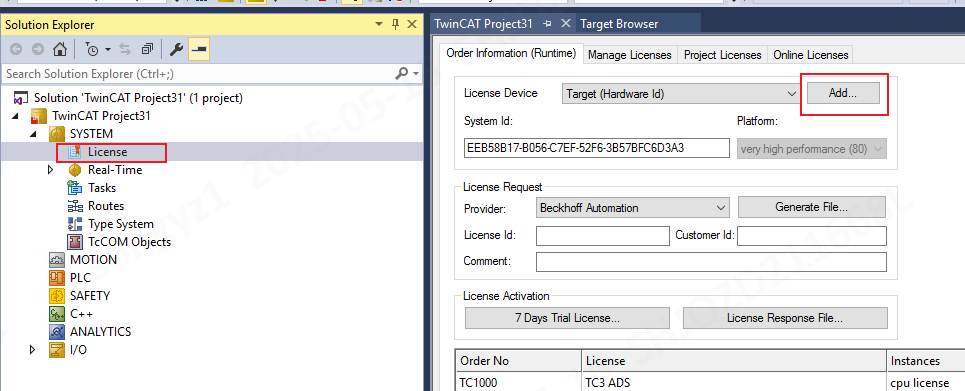 Solution Explorer
Search Solution Explorer (Ctrl+;)
Solution 'TwinCAT Project31' (1 project)
TwinCAT Project31
SYSTEM
License
Real-Time
Tasks
Routes
Type System
TcCOM Objects
MOTION
PLC
SAFETY
C++
ANALYTICS
I/O
TwinCAT Project31
Target Browser
Order Information (Runtime) Manage Licenses Project Licenses Online Licenses
License Device Target (Hardware Id) Add...
System Id: Platform:
EEB58B17-B056-C7EF-52F6-3B57BFC6D3A3 very high performance (80)
License Request
Provider: Beckhoff Automation Generate File...
License Id: Customer Id:
Comment:
License Activation
7 Days Trial License... License Response File...
Order No License Instances
TC1000 TC3 ADS cpu license